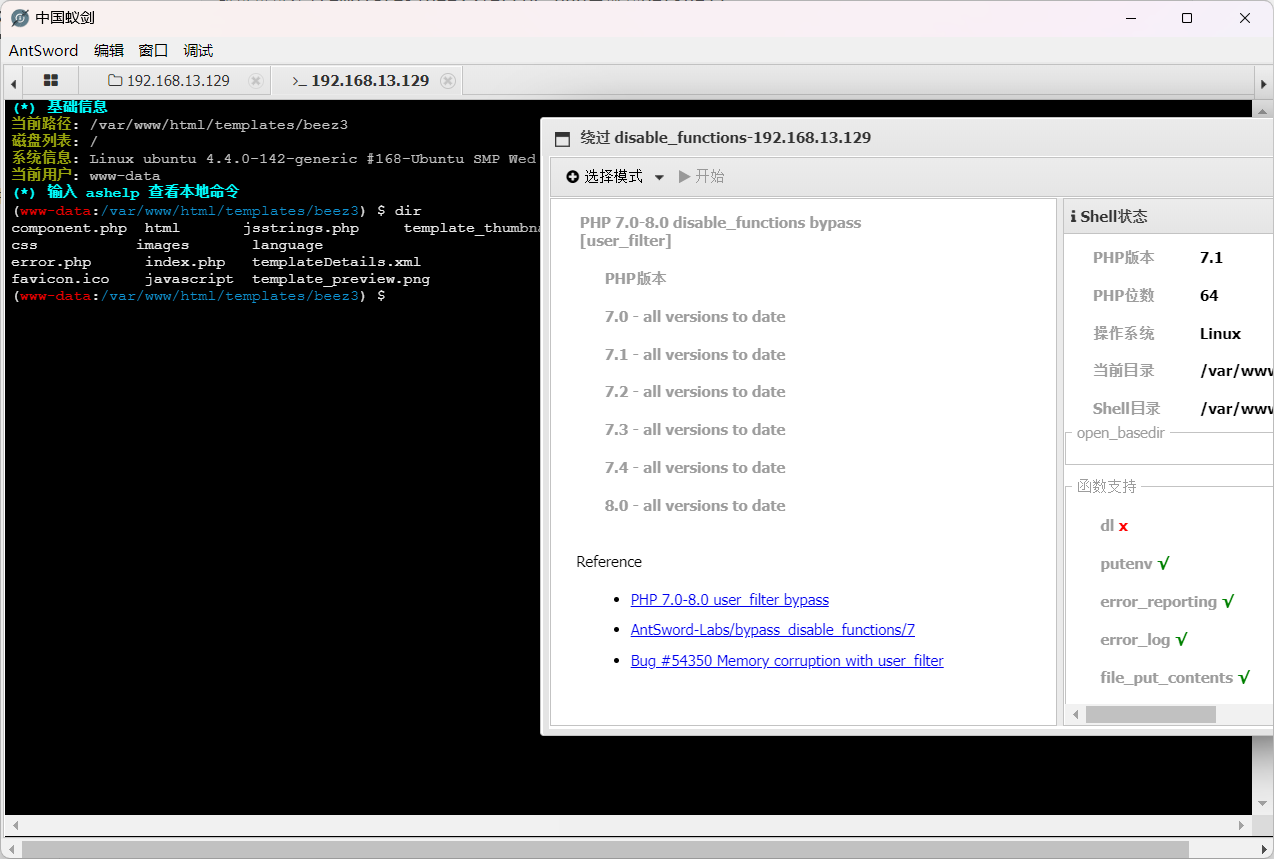 中国蚁剑
AntSword 编辑 窗口 调试
192.168.13.129 >_ 192.168.13.129
(*) 基础信息
当前路径: /var/www/html/templates/beez3
磁盘列表: /
系统信息: Linux ubuntu 4.4.0-142-generic #168-Ubuntu SMP Wed
当前用户: www-data
(*) 输入 ashelp 查看本地命令
(www-data:/var/www/html/templates/beez3) $ dir
component.php html jsstrings.php template_thumbna
css images language
error.php index.php templateDetails.xml
favicon.ico javascript template_preview.png
(www-data:/var/www/html/templates/beez3) $
绕过 disable_functions-192.168.13.129
选择模式 开始
PHP 7.0-8.0 disable_functions bypass
[user_filter]
PHP版本
7.0 - all versions to date
7.1 - all versions to date
7.2 - all versions to date
7.3 - all versions to date
7.4 - all versions to date
8.0 - all versions to date
Reference
PHP 7.0-8.0 user_filter bypass
AntSword-Labs/bypass_disable_functions/7
Bug #54350 Memory corruption with user_filter
Shell状态
PHP版本 7.1
PHP位数 64
操作系统 Linux
当前目录 /var/www
Shell目录 /var/www
open_basedir
函数支持
dl x
putenv √
error_reporting √
error_log √
file_put_contents √